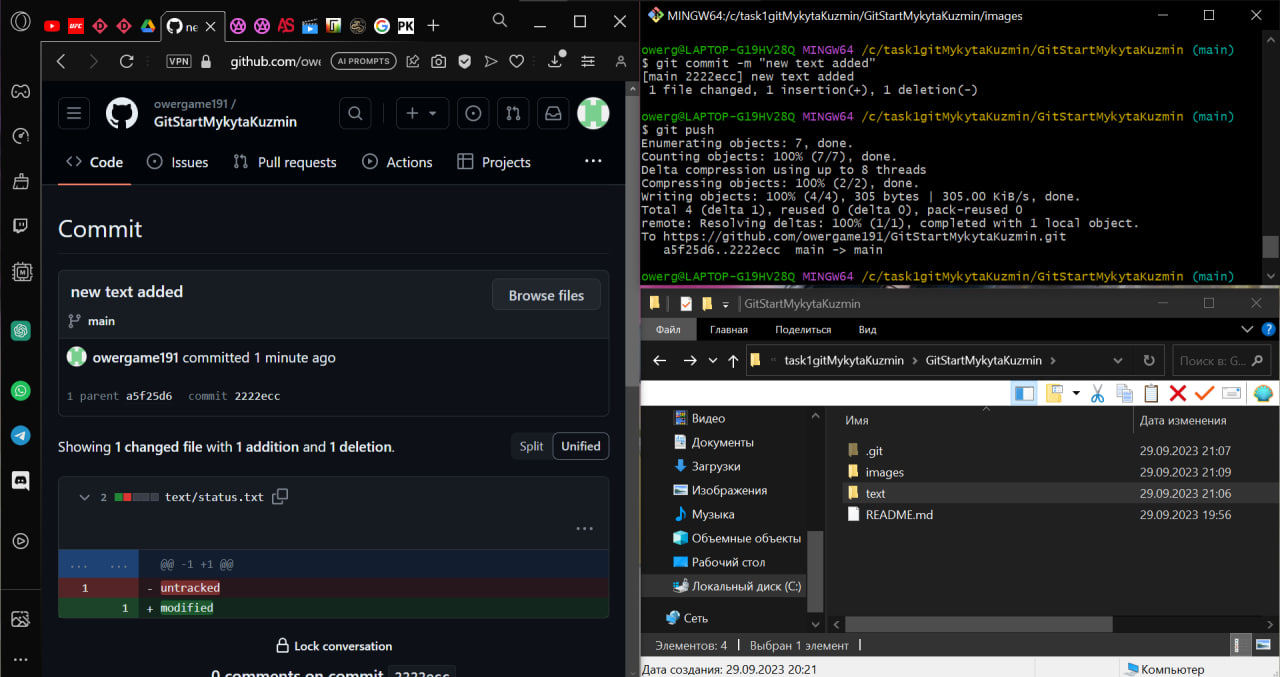 UFC
D
D
ne
AS
PK
VPN
github.com/owe
AI PROMPTS
owergame191 /
GitStartMykytaKuzmin
Code
Issues
Pull requests
Actions
Projects
Commit
new text added
Browse files
main
owergame191 committed 1 minute ago
1 parent a5f25d6 commit 2222ecc
Showing 1 changed file with 1 addition and 1 deletion.
Split
Unified
2
text/status.txt
@@ -1 +1 @@
1 - untracked
1 + modified
Lock conversation
0 comments on commit 2222ecc
MINGW64:/c/task1gitMykytaKuzmin/GitStartMykytaKuzmin/images
owerg@LAPTOP-G19HV28Q MINGW64 /c/task1gitMykytaKuzmin/GitStartMykytaKuzmin (main)
$ git commit -m "new text added"
[main 2222ecc] new text added
1 file changed, 1 insertion(+), 1 deletion(-)
owerg@LAPTOP-G19HV28Q MINGW64 /c/task1gitMykytaKuzmin/GitStartMykytaKuzmin (main)
$ git push
Enumerating objects: 7, done.
Counting objects: 100% (7/7), done.
Delta compression using up to 8 threads
Compressing objects: 100% (2/2), done.
Writing objects: 100% (4/4), 305 bytes | 305.00 KiB/s, done.
Total 4 (delta 1), reused 0 (delta 0), pack-reused 0
remote: Resolving deltas: 100% (1/1), completed with 1 local object.
To https://github.com/owergame191/GitStartMykytaKuzmin.git
a5f25d6..2222ecc main -> main
owerg@LAPTOP-G19HV28Q MINGW64 /c/task1gitMykytaKuzmin/GitStartMykytaKuzmin (main)
GitStartMykytaKuzmin
Файл
Главная
Поделиться
Вид
task1gitMykytaKuzmin > GitStartMykytaKuzmin >
Поиск в: G...
Видео
Документы
Загрузки
Изображения
Музыка
Объемные объекты
Рабочий стол
Локальный диск (C:)
Сеть
Имя
Дата изменения
.git 29.09.2023 21:07
images 29.09.2023 21:09
text 29.09.2023 21:06
README.md 29.09.2023 19:56
Элементов: 4
Выбран 1 элемент
Дата создания: 29.09.2023 20:21
Компьютер